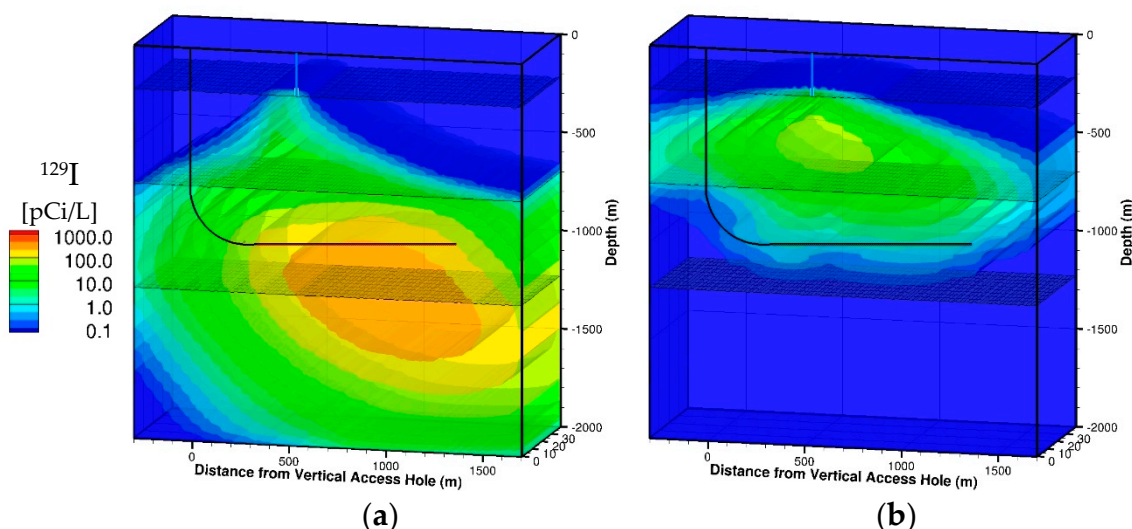 ¹²⁹I
[pCi/L]
1000.0
100.0
10.0
1.0
0.1
0
-500
-1000
-1500
-2000
Depth (m)
0 10 20 30
0 500 1000 1500
Distance from Vertical Access Hole (m)
(a)
0
-500
-1000
-1500
-2000
Depth (m)
0 10 20 30
0 500 1000 1500
Distance from Vertical Access Hole (m)
(b)